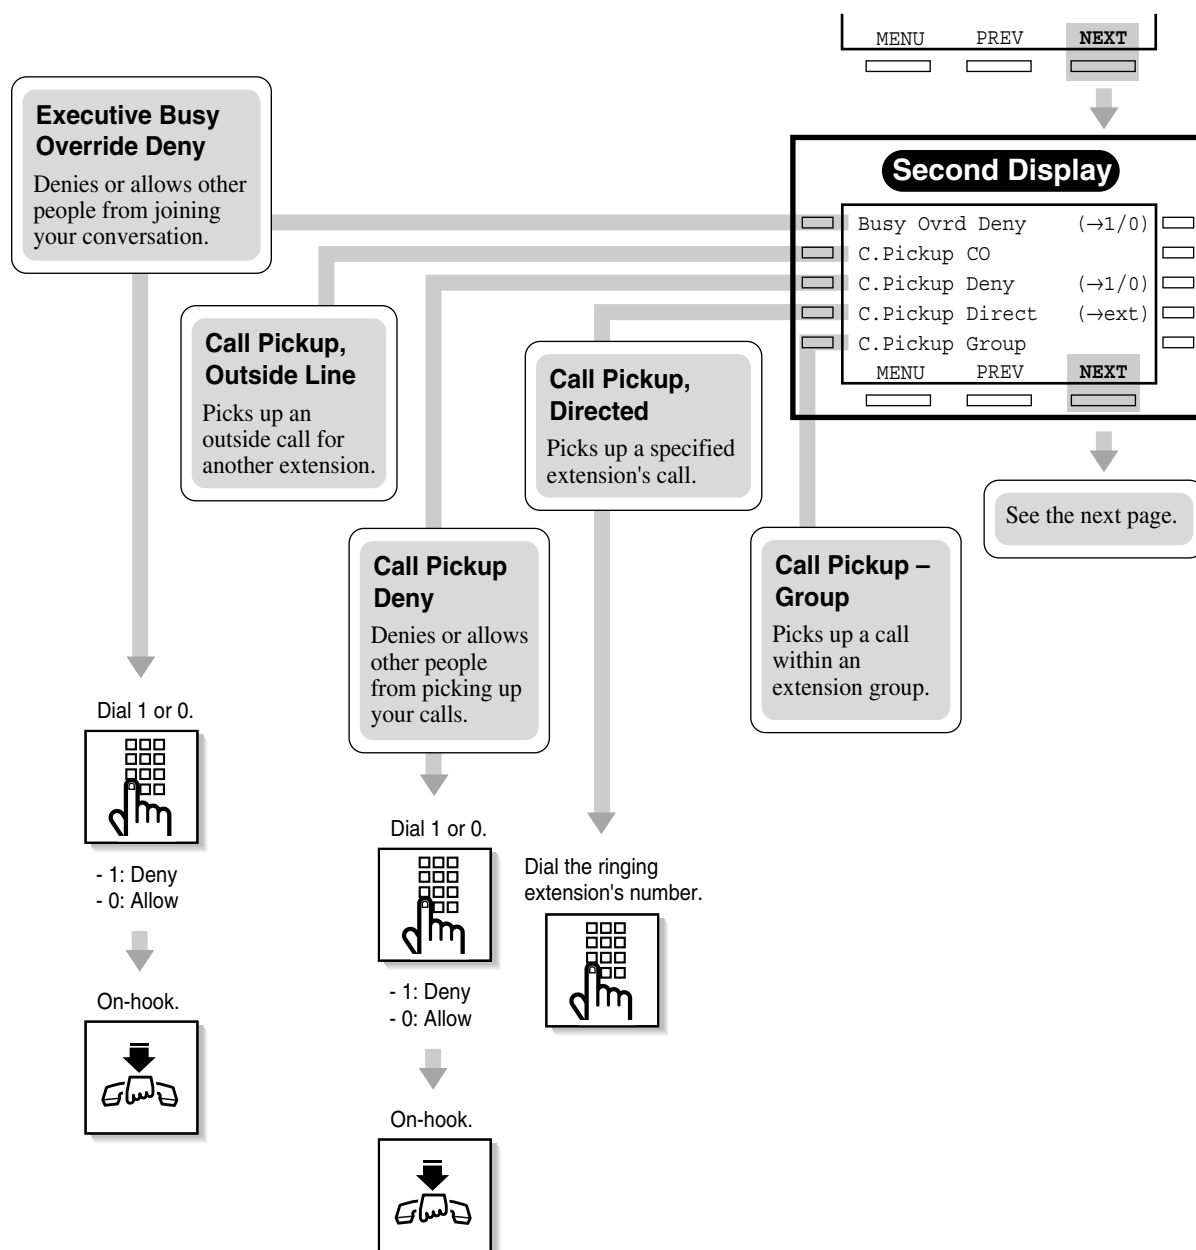 MENU PREV NEXT
Executive Busy
Override Deny
Denies or allows other
people from joining
your conversation.
Second Display
Busy Ovrd Deny (→1/0)
C.Pickup CO
C.Pickup Deny (→1/0)
C.Pickup Direct (→ext)
C.Pickup Group
MENU PREV NEXT
Call Pickup,
Outside Line
Picks up an
outside call for
another extension.
Call Pickup,
Directed
Picks up a specified
extension's call.
See the next page.
Call Pickup
Deny
Denies or allows
other people
from picking up
your calls.
Call Pickup –
Group
Picks up a call
within an
extension group.
Dial 1 or 0.
- 1: Deny
- 0: Allow
On-hook.
Dial 1 or 0.
- 1: Deny
- 0: Allow
On-hook.
Dial the ringing
extension's number.